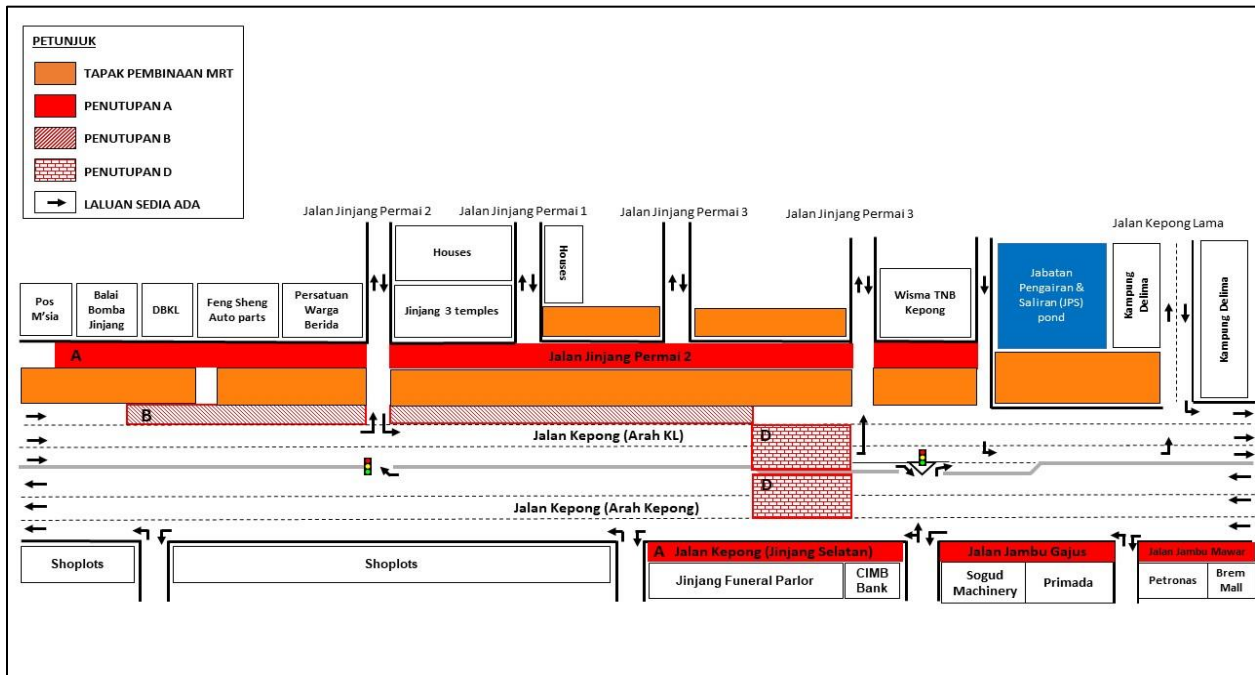 PETUNJUK
TAPAK PEMBINAAN MRT
PENUTUPAN A
PENUTUPAN B
PENUTUPAN D
LALUAN SEDIA ADA
Jalan Jinjang Permai 2
Jalan Jinjang Permai 1
Jalan Jinjang Permai 3
Jalan Jinjang Permai 3
Jalan Kepong Lama
Pos
M'sia
Balai
Bomba
Jinjang
DBKL
Feng Sheng
Auto parts
Persatuan
Warga
Berida
Houses
Jinjang 3 temples
Houses
Wisma TNB
Kepong
Jabatan
Pengairan &
Saliran (JPS)
pond
Kampung
Delima
Kampung Delima
A
Jalan Jinjang Permai 2
B
Jalan Kepong (Arah KL)
D
D
Jalan Kepong (Arah Kepong)
Shoplots
Shoplots
A Jalan Kepong (Jinjang Selatan)
Jinjang Funeral Parlor
CIMB
Bank
Jalan Jambu Gajus
Sogud
Machinery
Primada
Jalan Jambu Mawar
Petronas
Brem
Mall